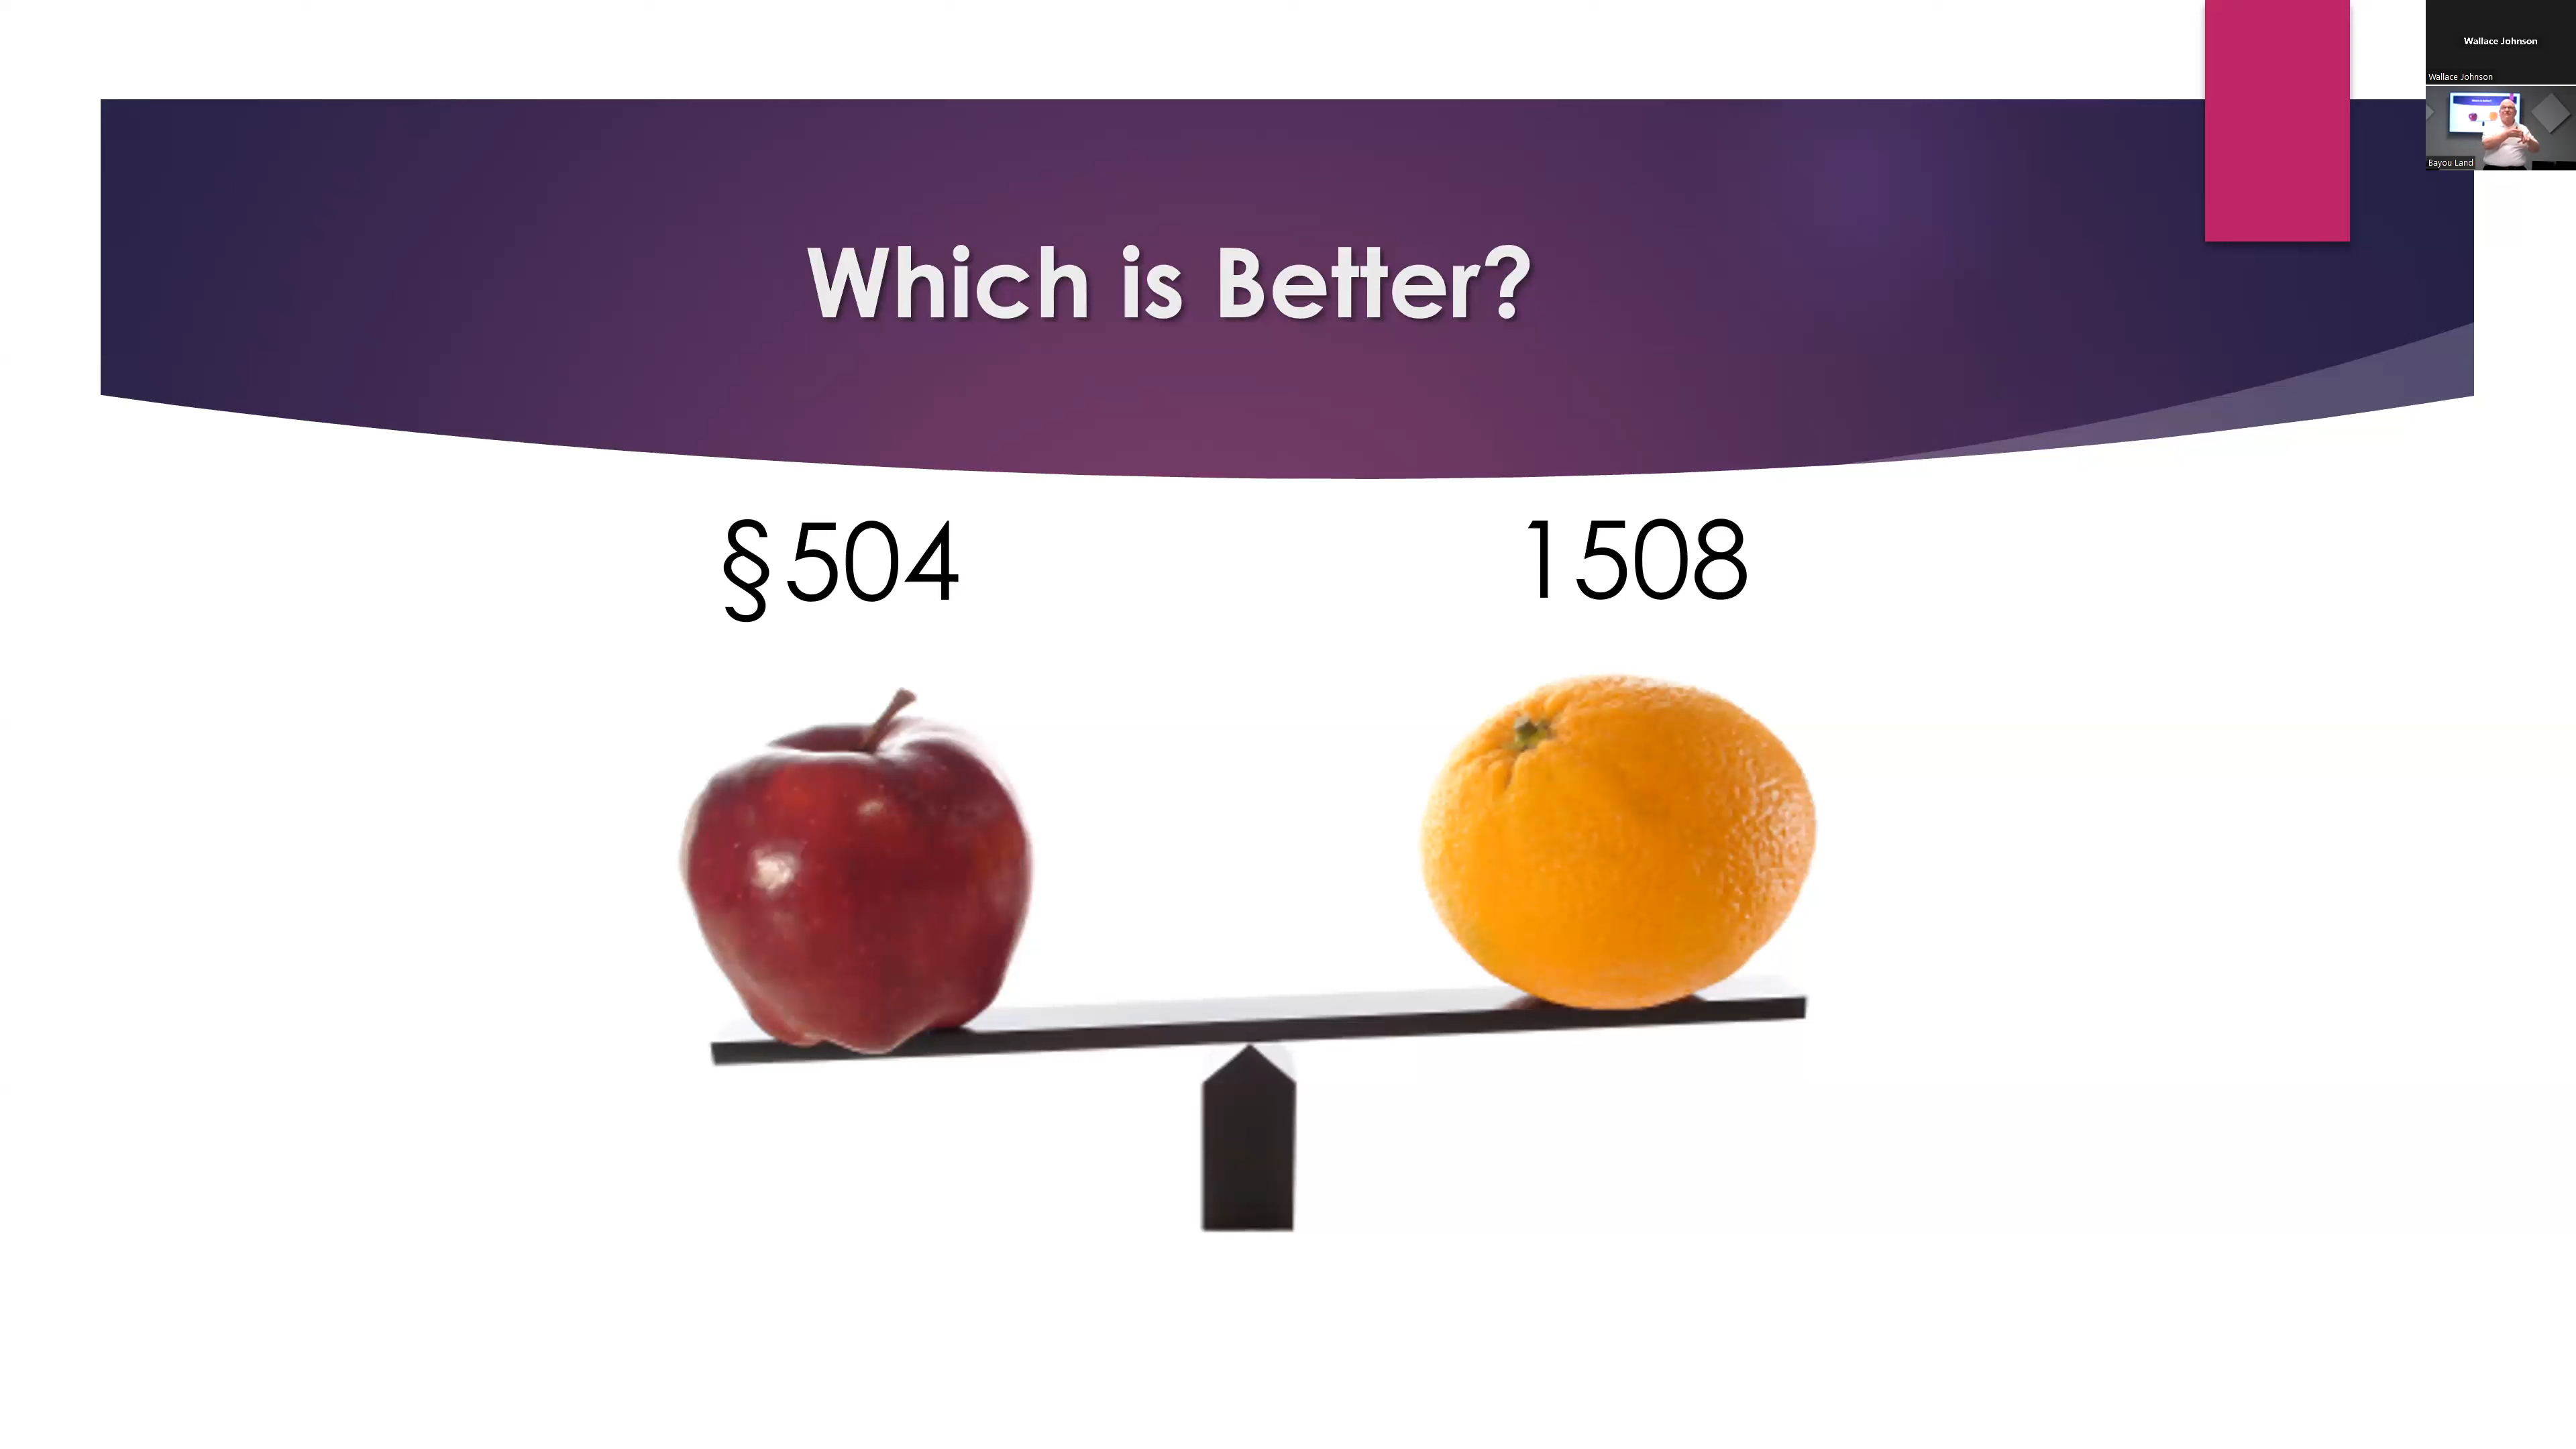 Wallace Johnson
Wallace Johnson
Bayou Land
Which is Better?
§504
1508